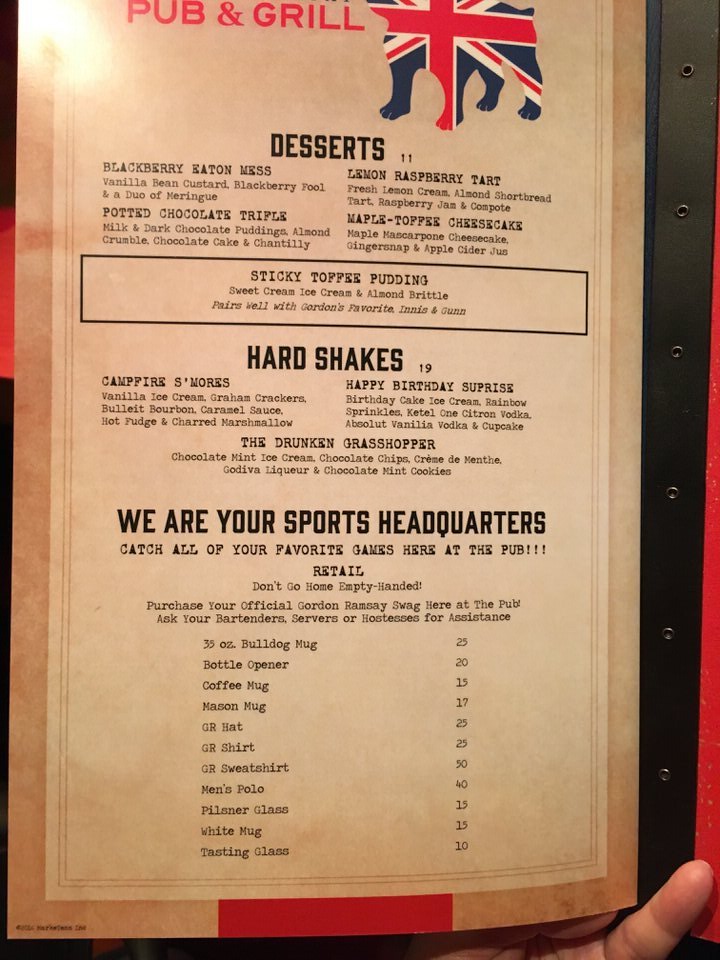 PUB & GRILL
DESSERTS 11
BLACKBERRY EATON MESS
Vanilla Bean Custard, Blackberry Fool
& a Duo of Meringue
LEMON RASPBERRY TART
Fresh Lemon Cream, Almond Shortbread
Tart, Raspberry Jam & Compote
POTTED CHOCOLATE TRIFLE
Milk & Dark Chocolate Puddings, Almond
Crumble, Chocolate Cake & Chantilly
MAPLE-TOFFEE CHEESECAKE
Maple Mascarpone Cheesecake,
Gingersnap & Apple Cider Jus
STICKY TOFFEE PUDDING
Sweet Cream Ice Cream & Almond Brittle
Pairs Well with Gordon's Favorite, Innis & Gunn
HARD SHAKES 19
CAMPFIRE S'MORES
Vanilla Ice Cream, Graham Crackers,
Bulleit Bourbon, Caramel Sauce,
Hot Fudge & Charred Marshmallow
HAPPY BIRTHDAY SUPRISE
Birthday Cake Ice Cream, Rainbow
Sprinkles, Ketel One Citron Vodka,
Absolut Vanilia Vodka & Cupcake
THE DRUNKEN GRASSHOPPER
Chocolate Mint Ice Cream, Chocolate Chips, Crème de Menthe,
Godiva Liqueur & Chocolate Mint Cookies
WE ARE YOUR SPORTS HEADQUARTERS
CATCH ALL OF YOUR FAVORITE GAMES HERE AT THE PUB!!!
RETAIL
Don't Go Home Empty-Handed!
Purchase Your Official Gordon Ramsay Swag Here at The Pub!
Ask Your Bartenders, Servers or Hostesses for Assistance
35 oz. Bulldog Mug 25
Bottle Opener 20
Coffee Mug 15
Mason Mug 17
GR Hat 25
GR Shirt 25
GR Sweatshirt 50
Men's Polo 40
Pilsner Glass 15
White Mug 15
Tasting Glass 10